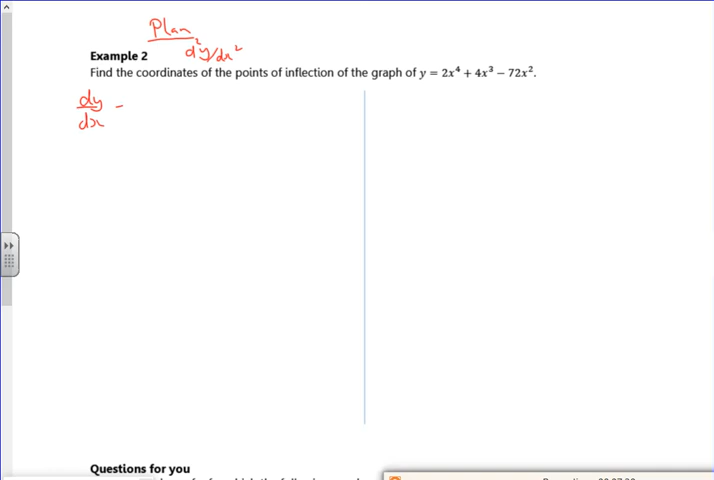 Plan
Example 2
d²y/dx²
Find the coordinates of the points of inflection of the graph of y = 2x⁴ + 4x³ − 72x².
dy/dx =
Questions for you